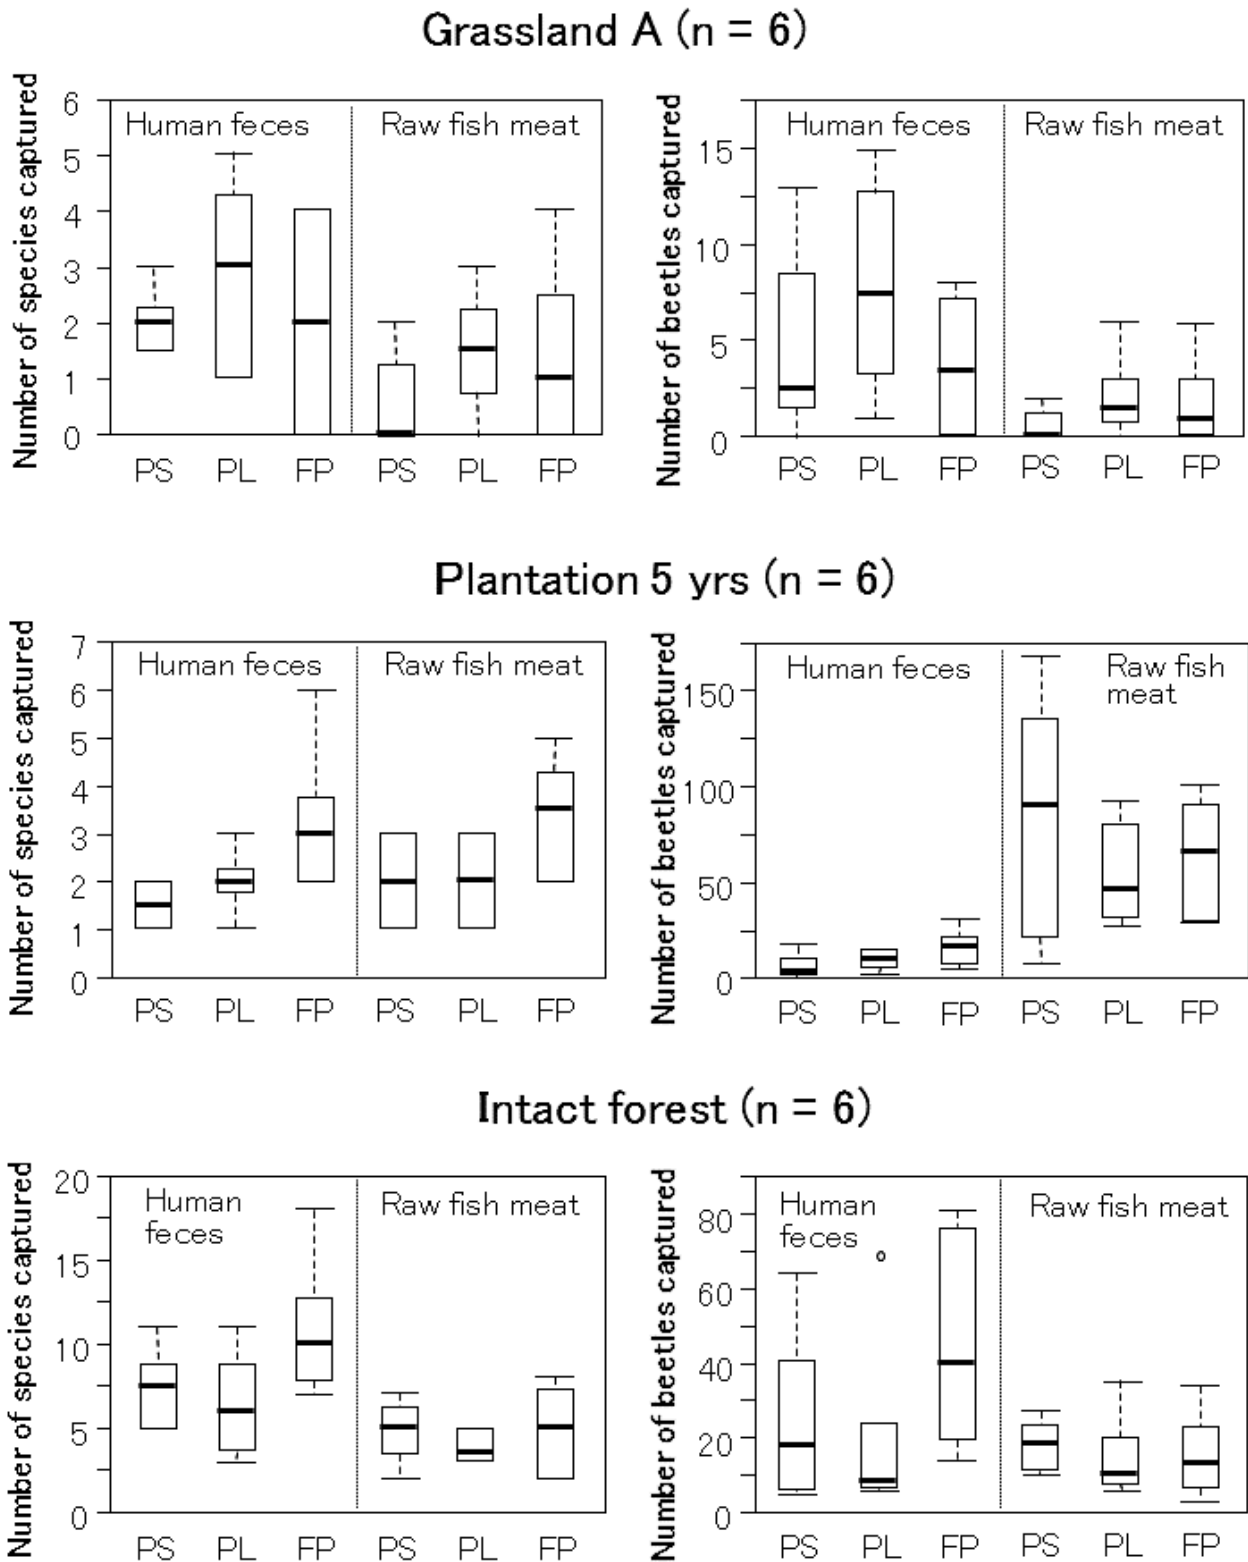 Grassland A (n = 6)
Number of species captured
6
5
4
3
2
1
0
Human feces
Raw fish meat
PS PL FP PS PL FP
Number of beetles captured
15
10
5
0
Human feces
Raw fish meat
PS PL FP PS PL FP
Plantation 5 yrs (n = 6)
Number of species captured
7
6
5
4
3
2
1
0
Human feces
Raw fish meat
PS PL FP PS PL FP
Number of beetles captured
150
100
50
0
Human feces
Raw fish
meat
PS PL FP PS PL FP
Intact forest (n = 6)
Number of species captured
20
15
10
5
0
Human
feces
Raw fish meat
PS PL FP PS PL FP
Number of beetles captured
80
60
40
20
0
Human
feces
Raw fish meat
PS PL FP PS PL FP